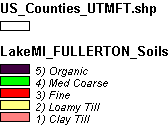 US_Counties_UTMFT.shp
LakeMI_FULLERTON_Soils
5) Organic
4) Med Coarse
3) Fine
2) Loamy Till
1) Clay Till